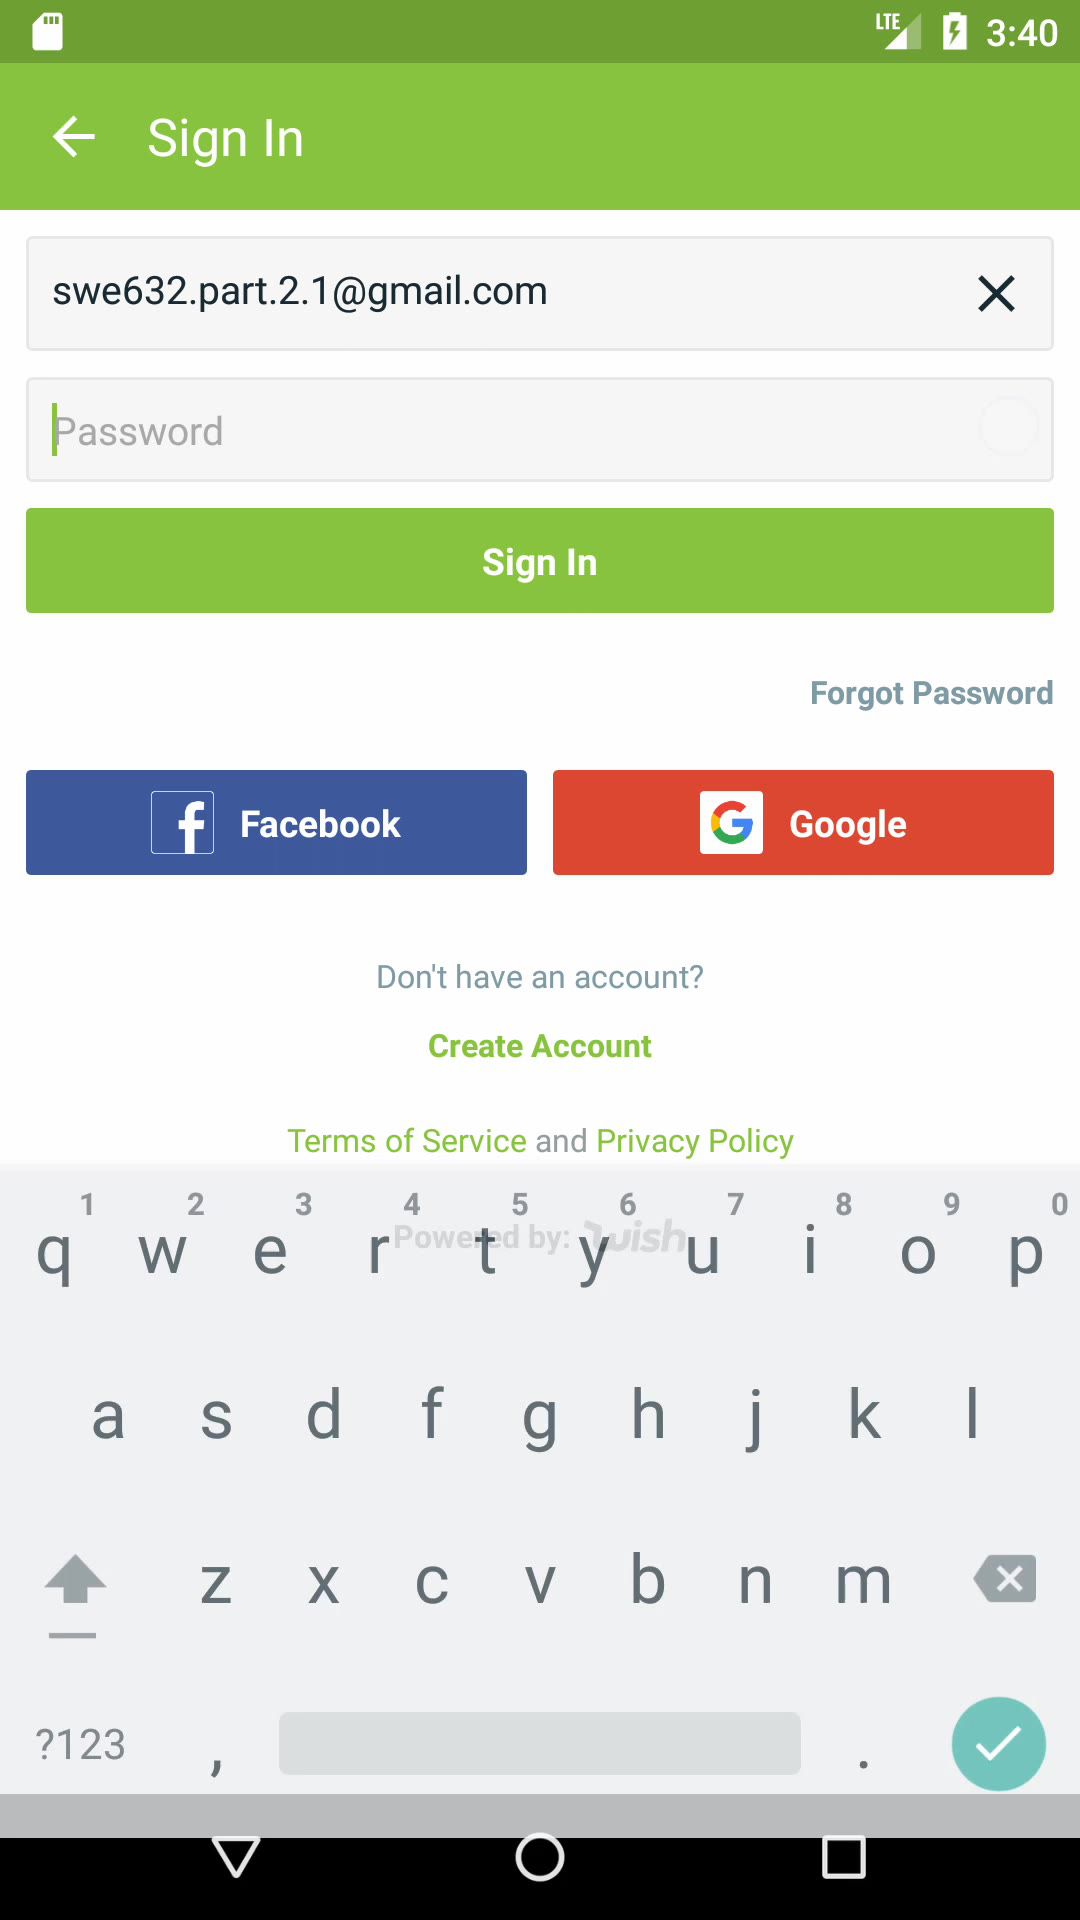 LTE 3:40
Sign In
swe632.part.2.1@gmail.com
Password
Sign In
Forgot Password
Facebook Google
Don't have an account?
Create Account
Terms of Service and Privacy Policy
Powered by: wish
1 2 3 4 5 6 7 8 9 0
q w e r t y u i o p
a s d f g h j k l
z x c v b n m
?123 , .